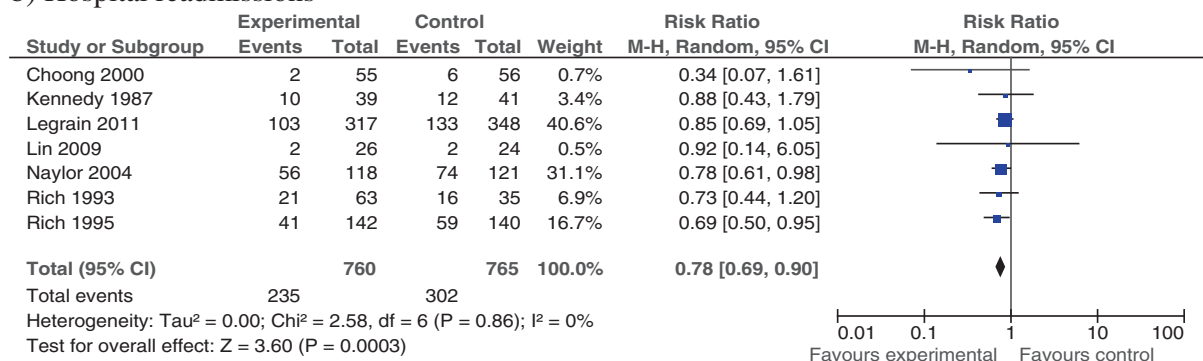 b) Hospital readmissions
Experimental Control Risk Ratio Risk Ratio
Study or Subgroup Events Total Events Total Weight M-H, Random, 95% CI M-H, Random, 95% CI
Choong 2000 2 55 6 56 0.7% 0.34 [0.07, 1.61]
Kennedy 1987 10 39 12 41 3.4% 0.88 [0.43, 1.79]
Legrain 2011 103 317 133 348 40.6% 0.85 [0.69, 1.05]
Lin 2009 2 26 2 24 0.5% 0.92 [0.14, 6.05]
Naylor 2004 56 118 74 121 31.1% 0.78 [0.61, 0.98]
Rich 1993 21 63 16 35 6.9% 0.73 [0.44, 1.20]
Rich 1995 41 142 59 140 16.7% 0.69 [0.50, 0.95]
Total (95% CI) 760 765 100.0% 0.78 [0.69, 0.90]
Total events 235 302
Heterogeneity: Tau² = 0.00; Chi² = 2.58, df = 6 (P = 0.86); I² = 0%
Test for overall effect: Z = 3.60 (P = 0.0003)
0.01 0.1 1 10 100
Favours experimental Favours control